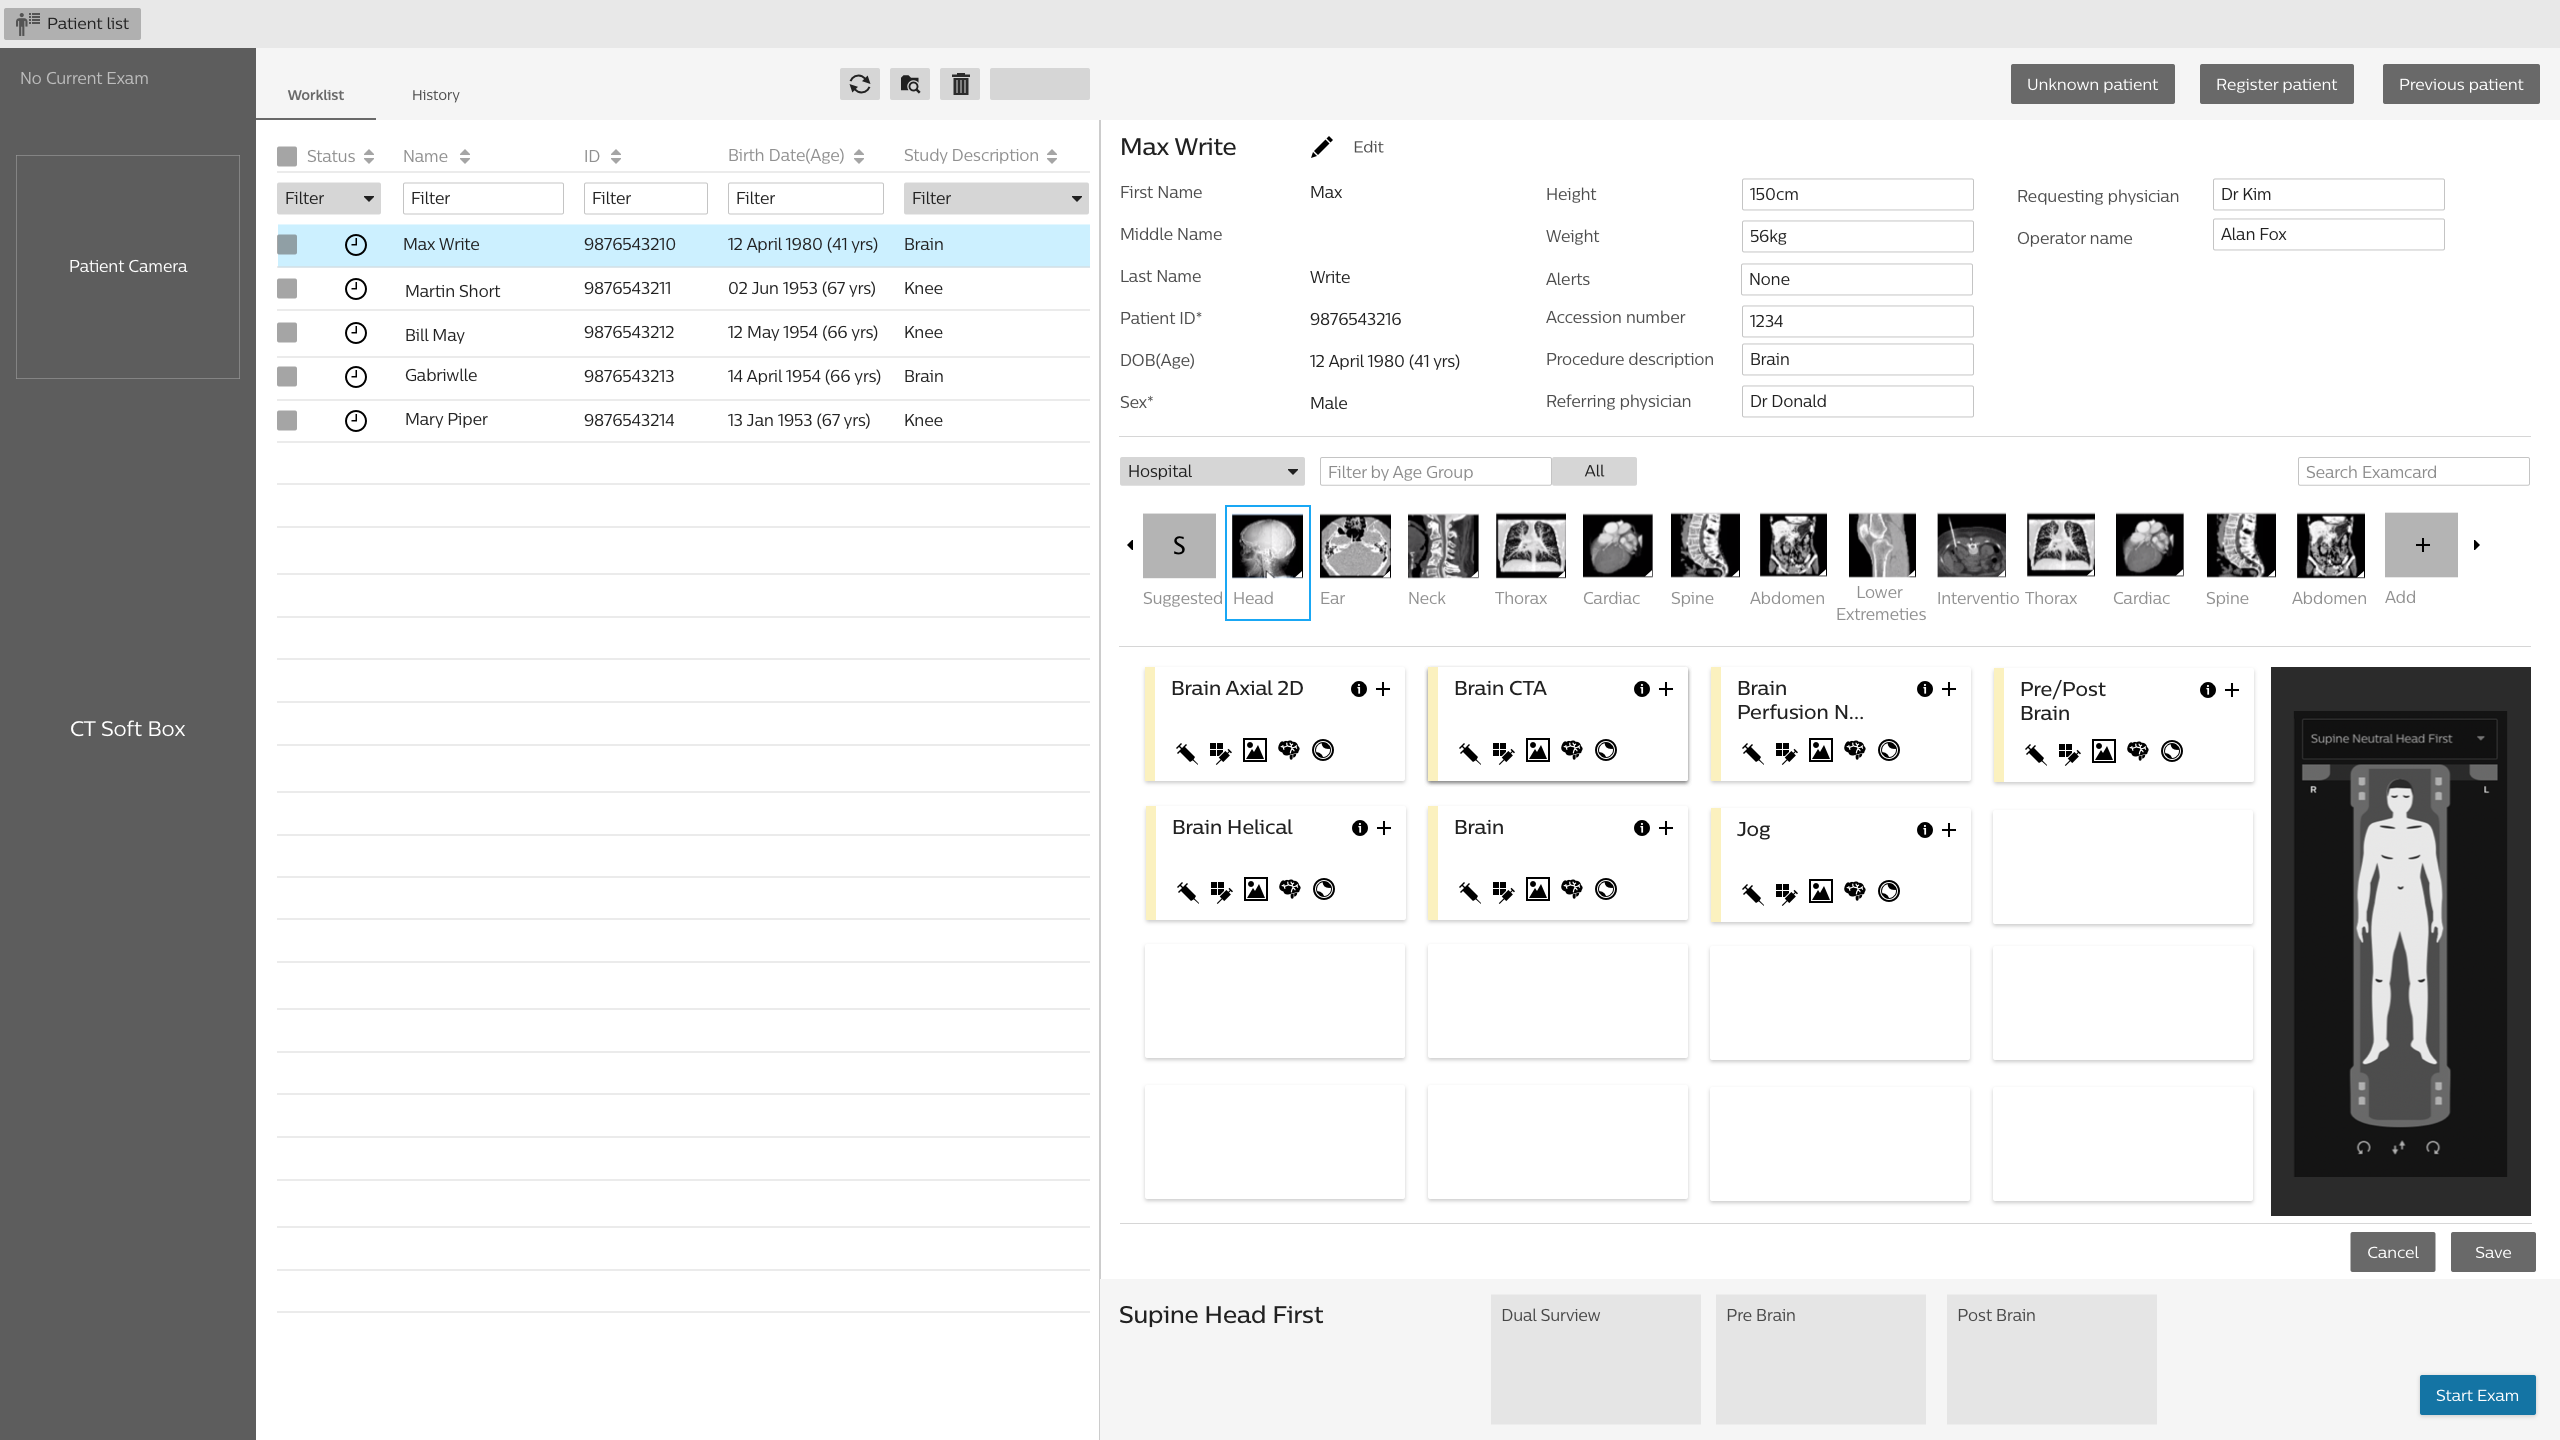 Patient list
No Current Exam
Patient Camera
CT Soft Box
Worklist
History
Unknown patient
Register patient
Previous patient
Status
Name
ID
Birth Date(Age)
Study Description
Filter
Filter
Filter
Filter
Filter
Max Write 9876543210 12 April 1980 (41 yrs) Brain
Martin Short 9876543211 02 Jun 1953 (67 yrs) Knee
Bill May 9876543212 12 May 1954 (66 yrs) Knee
Gabriwlle 9876543213 14 April 1954 (66 yrs) Brain
Mary Piper 9876543214 13 Jan 1953 (67 yrs) Knee
Max Write
Edit
First Name Max
Middle Name
Last Name Write
Patient ID* 9876543216
DOB(Age) 12 April 1980 (41 yrs)
Sex* Male
Height 150cm
Weight 56kg
Alerts None
Accession number 1234
Procedure description Brain
Referring physician Dr Donald
Requesting physician Dr Kim
Operator name Alan Fox
Hospital
Filter by Age Group
All
Search Examcard
S
Suggested
Head
Ear
Neck
Thorax
Cardiac
Spine
Abdomen
Lower
Extremeties
Interventio
Thorax
Cardiac
Spine
Abdomen
Add
Brain Axial 2D
Brain CTA
Brain
Perfusion N...
Pre/Post
Brain
Brain Helical
Brain
Jog
Supine Neutral Head First
R
L
Cancel
Save
Supine Head First
Dual Surview
Pre Brain
Post Brain
Start Exam